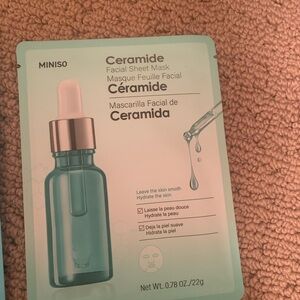 MINISO
Ceramide
Facial Sheet Mask
Masque Feuille Facial
Céramide
Mascarilla Facial de
Ceramida
Leave the skin smooth
Hydrate the skin
Laisse la peau douce
Hydrate la peau
Deja la piel suave
Hidrata la piel
Net Wt. 0.78 OZ./22g